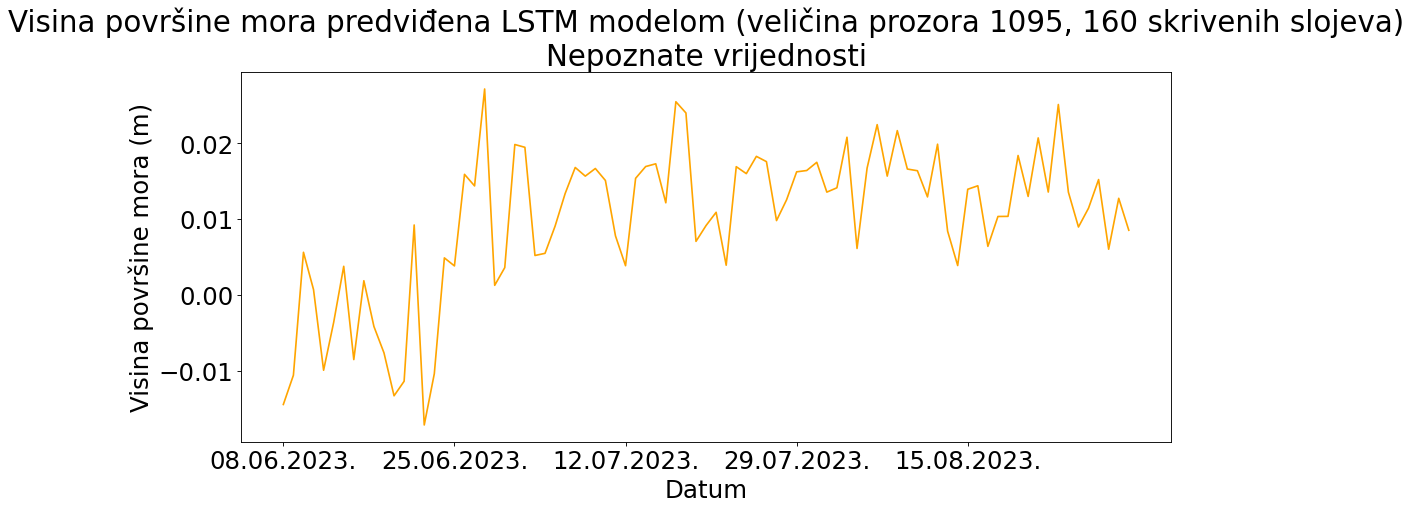 Visina površine mora predviđena LSTM modelom (veličina prozora 1095, 160 skrivenih slojeva)
Nepoznate vrijednosti
Visina površine mora (m)
0.02
0.01
0.00
−0.01
08.06.2023. 25.06.2023. 12.07.2023. 29.07.2023. 15.08.2023.
Datum